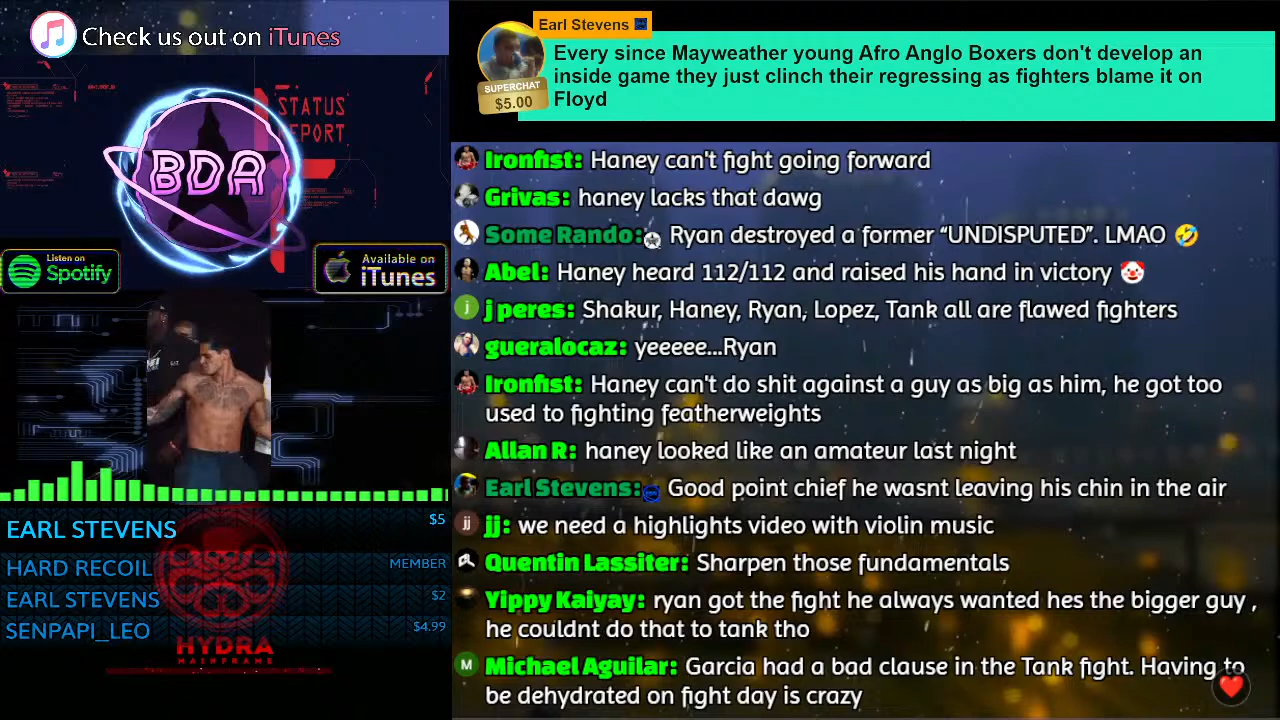 Check us out on iTunes
STATUS
REPORT
BDA
Listen on
Spotify
Available on
iTunes
EARL STEVENS $5
HARD RECOIL MEMBER
EARL STEVENS $2
SENPAPI_LEO $4.99
HYDRA
MAINFRAME
Earl Stevens
SUPERCHAT
$5.00
Every since Mayweather young Afro Anglo Boxers don't develop an
inside game they just clinch their regressing as fighters blame it on
Floyd
Ironfist: Haney can't fight going forward
Grivas: haney lacks that dawg
Some Rando: Ryan destroyed a former “UNDISPUTED”. LMAO 🤣
Abel: Haney heard 112/112 and raised his hand in victory 🤡
j peres: Shakur, Haney, Ryan, Lopez, Tank all are flawed fighters
gueralocaz: yeeeee...Ryan
Ironfist: Haney can't do shit against a guy as big as him, he got too
used to fighting featherweights
Allan R: haney looked like an amateur last night
Earl Stevens: Good point chief he wasnt leaving his chin in the air
jj jj: we need a highlights video with violin music
Quentin Lassiter: Sharpen those fundamentals
Yippy Kaiyay: ryan got the fight he always wanted hes the bigger guy ,
he couldnt do that to tank tho
M Michael Aguilar: Garcia had a bad clause in the Tank fight. Having to
be dehydrated on fight day is crazy